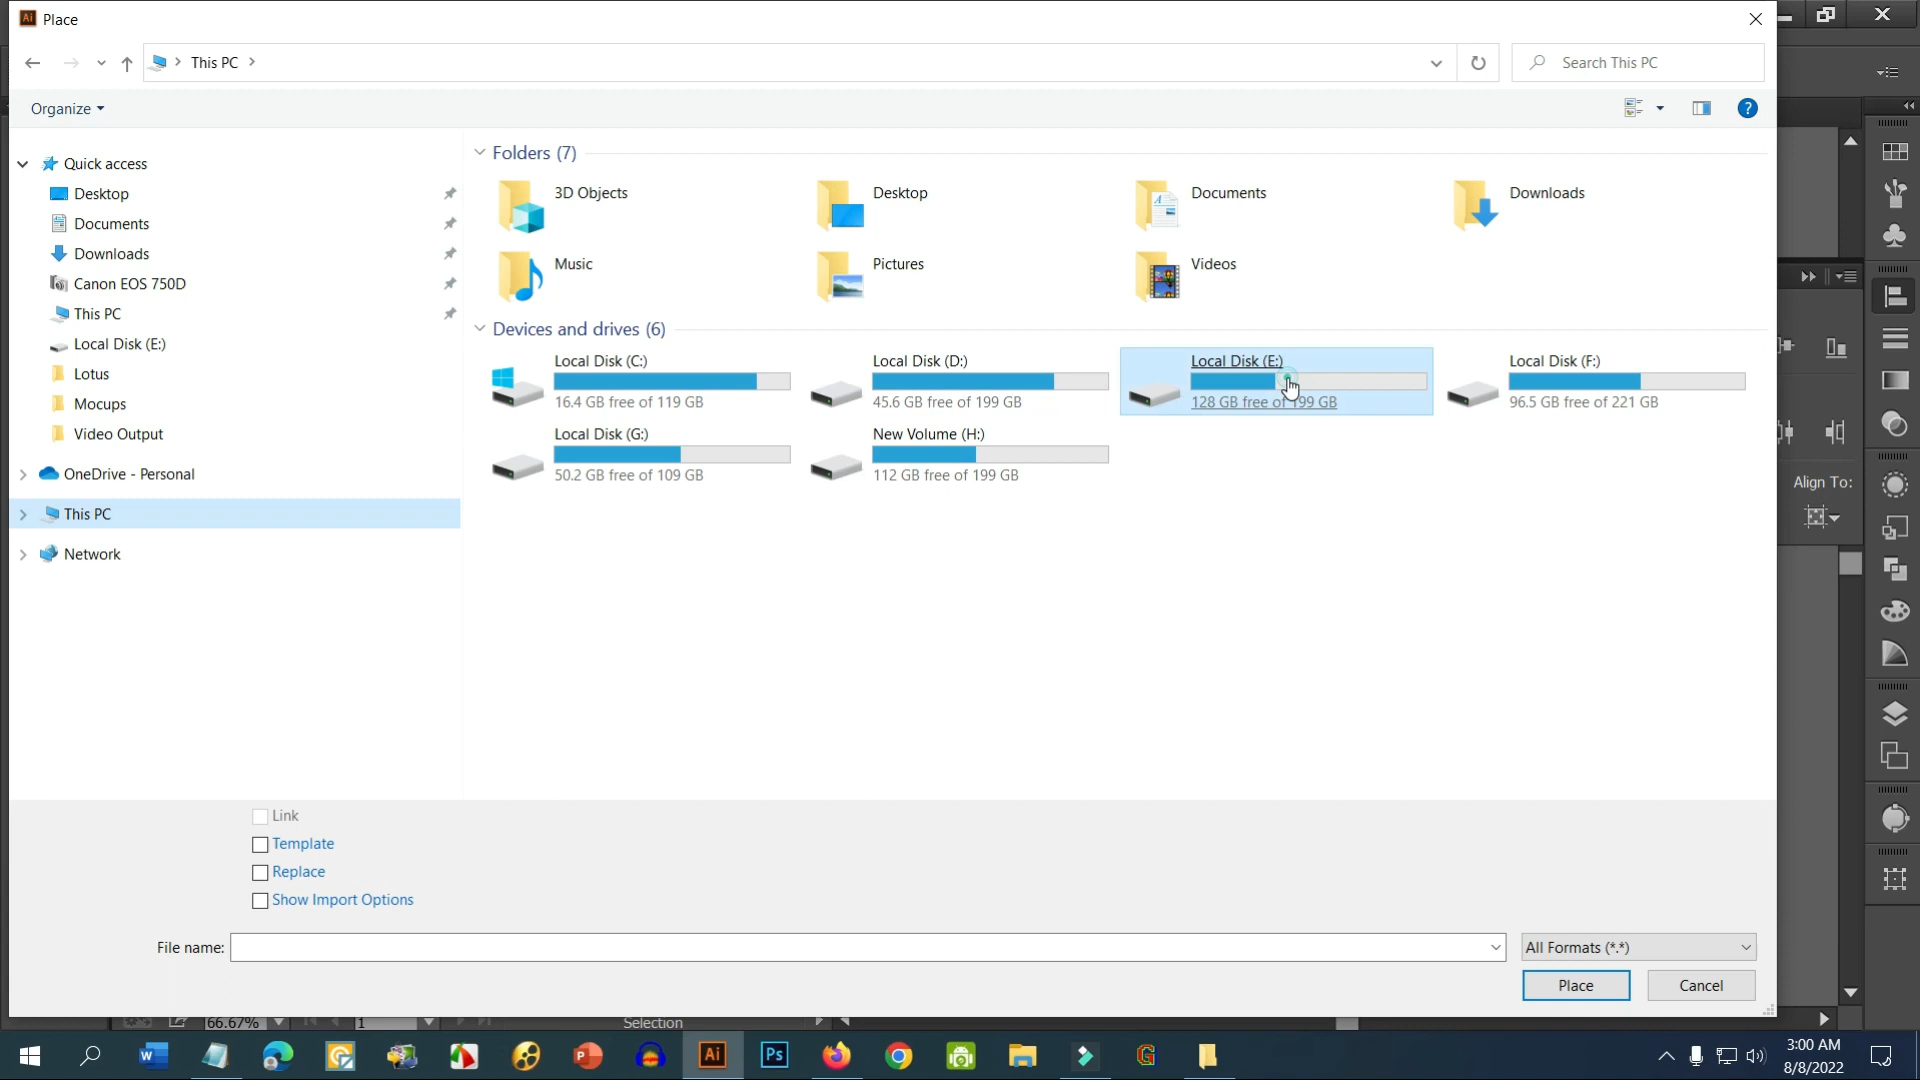 Ai Place
This PC
Search This PC
Organize
Quick access
Desktop
Documents
Downloads
Canon EOS 750D
This PC
Local Disk (E:)
Lotus
Mocups
Video Output
OneDrive - Personal
This PC
Network
Folders (7)
3D Objects
Desktop
Documents
Downloads
Music
Pictures
Videos
Devices and drives (6)
Local Disk (C:)
16.4 GB free of 119 GB
Local Disk (D:)
45.6 GB free of 199 GB
Local Disk (E:)
128 GB free of 199 GB
Local Disk (F:)
96.5 GB free of 221 GB
Local Disk (G:)
50.2 GB free of 109 GB
New Volume (H:)
112 GB free of 199 GB
Align To:
Link
Template
Replace
Show Import Options
File name:
All Formats (*.*)
Place
Cancel
66.67%
1
Selection
Ai
Ps
3:00 AM
8/8/2022